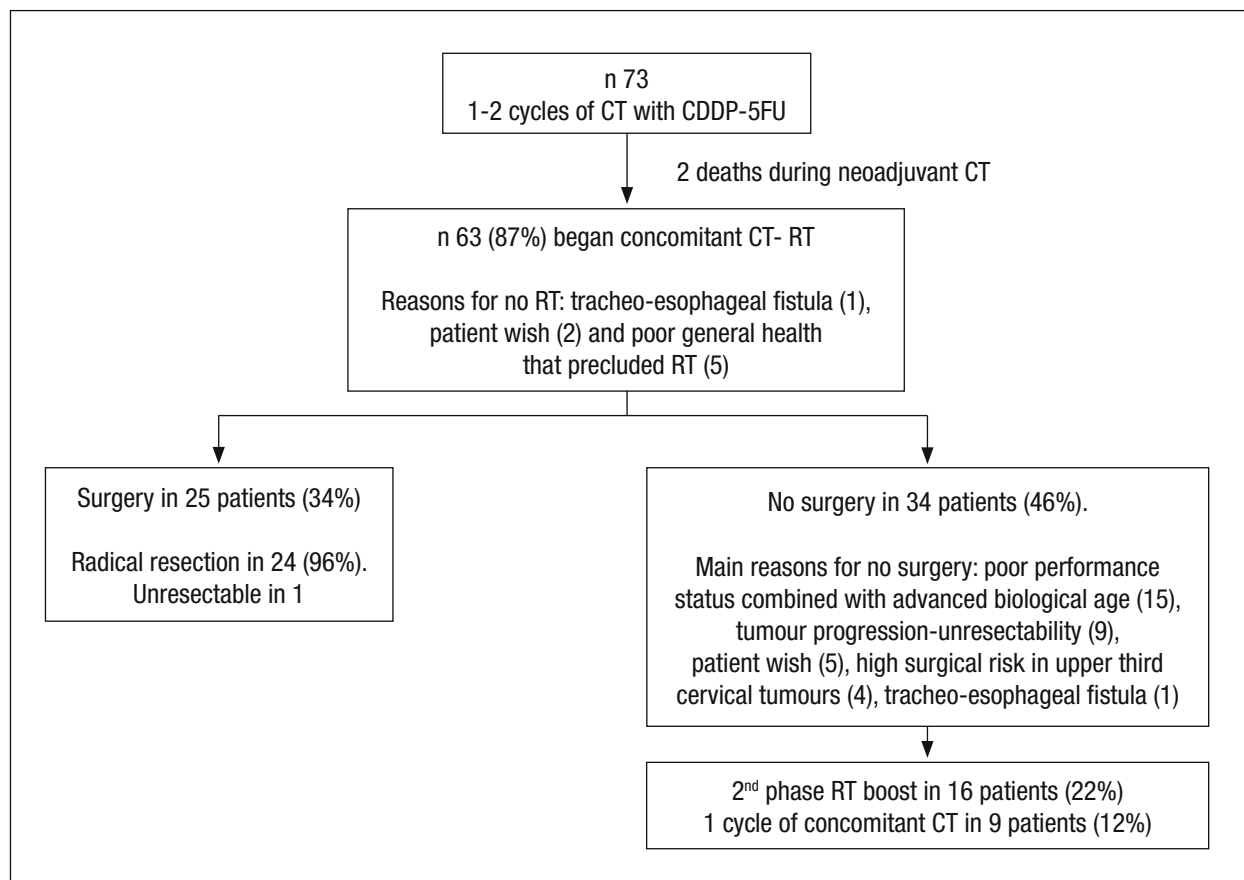 n 73
1-2 cycles of CT with CDDP-5FU
2 deaths during neoadjuvant CT
n 63 (87%) began concomitant CT- RT
Reasons for no RT: tracheo-esophageal fistula (1),
patient wish (2) and poor general health
that precluded RT (5)
Surgery in 25 patients (34%)
Radical resection in 24 (96%).
Unresectable in 1
No surgery in 34 patients (46%).
Main reasons for no surgery: poor performance
status combined with advanced biological age (15),
tumour progression-unresectability (9),
patient wish (5), high surgical risk in upper third
cervical tumours (4), tracheo-esophageal fistula (1)
2nd phase RT boost in 16 patients (22%)
1 cycle of concomitant CT in 9 patients (12%)